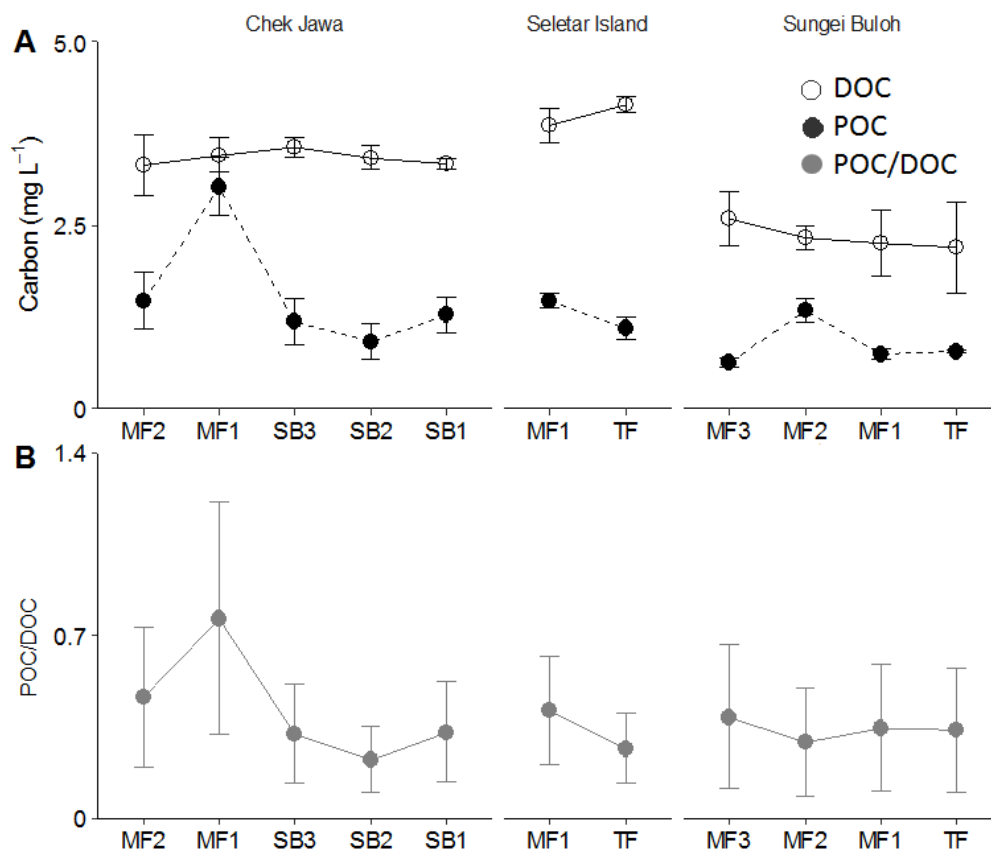 Chek Jawa Seletar Island Sungei Buloh
A
5.0
DOC
POC
POC/DOC
Carbon (mg L⁻¹)
2.5
0
MF2 MF1 SB3 SB2 SB1 MF1 TF MF3 MF2 MF1 TF
B
1.4
POC/DOC
0.7
0
MF2 MF1 SB3 SB2 SB1 MF1 TF MF3 MF2 MF1 TF